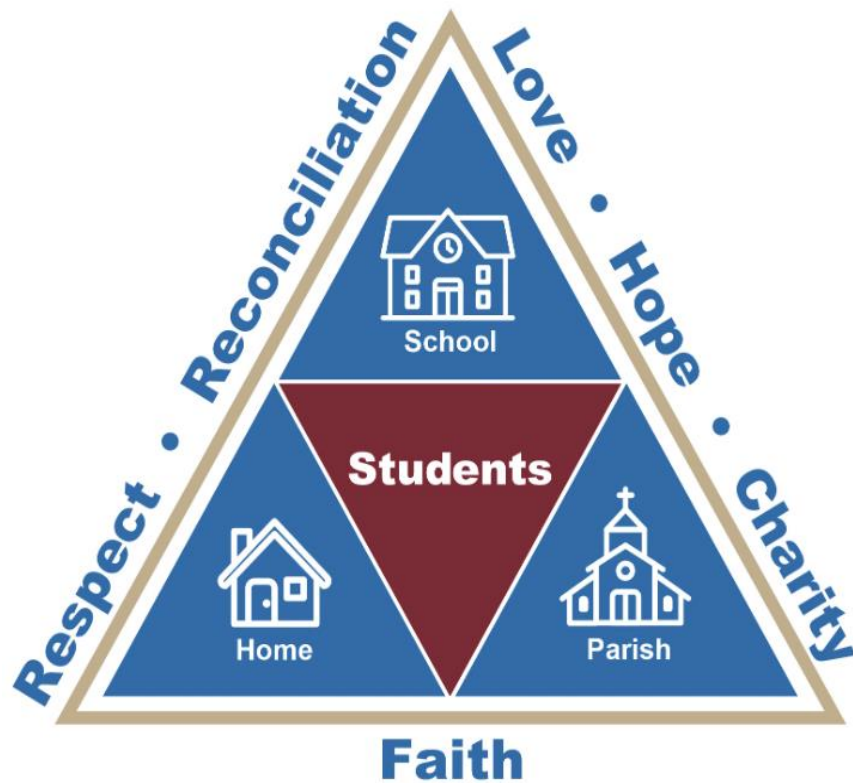 Respect • Reconciliation
Love • Hope • Charity
School
Students
Home
Parish
Faith